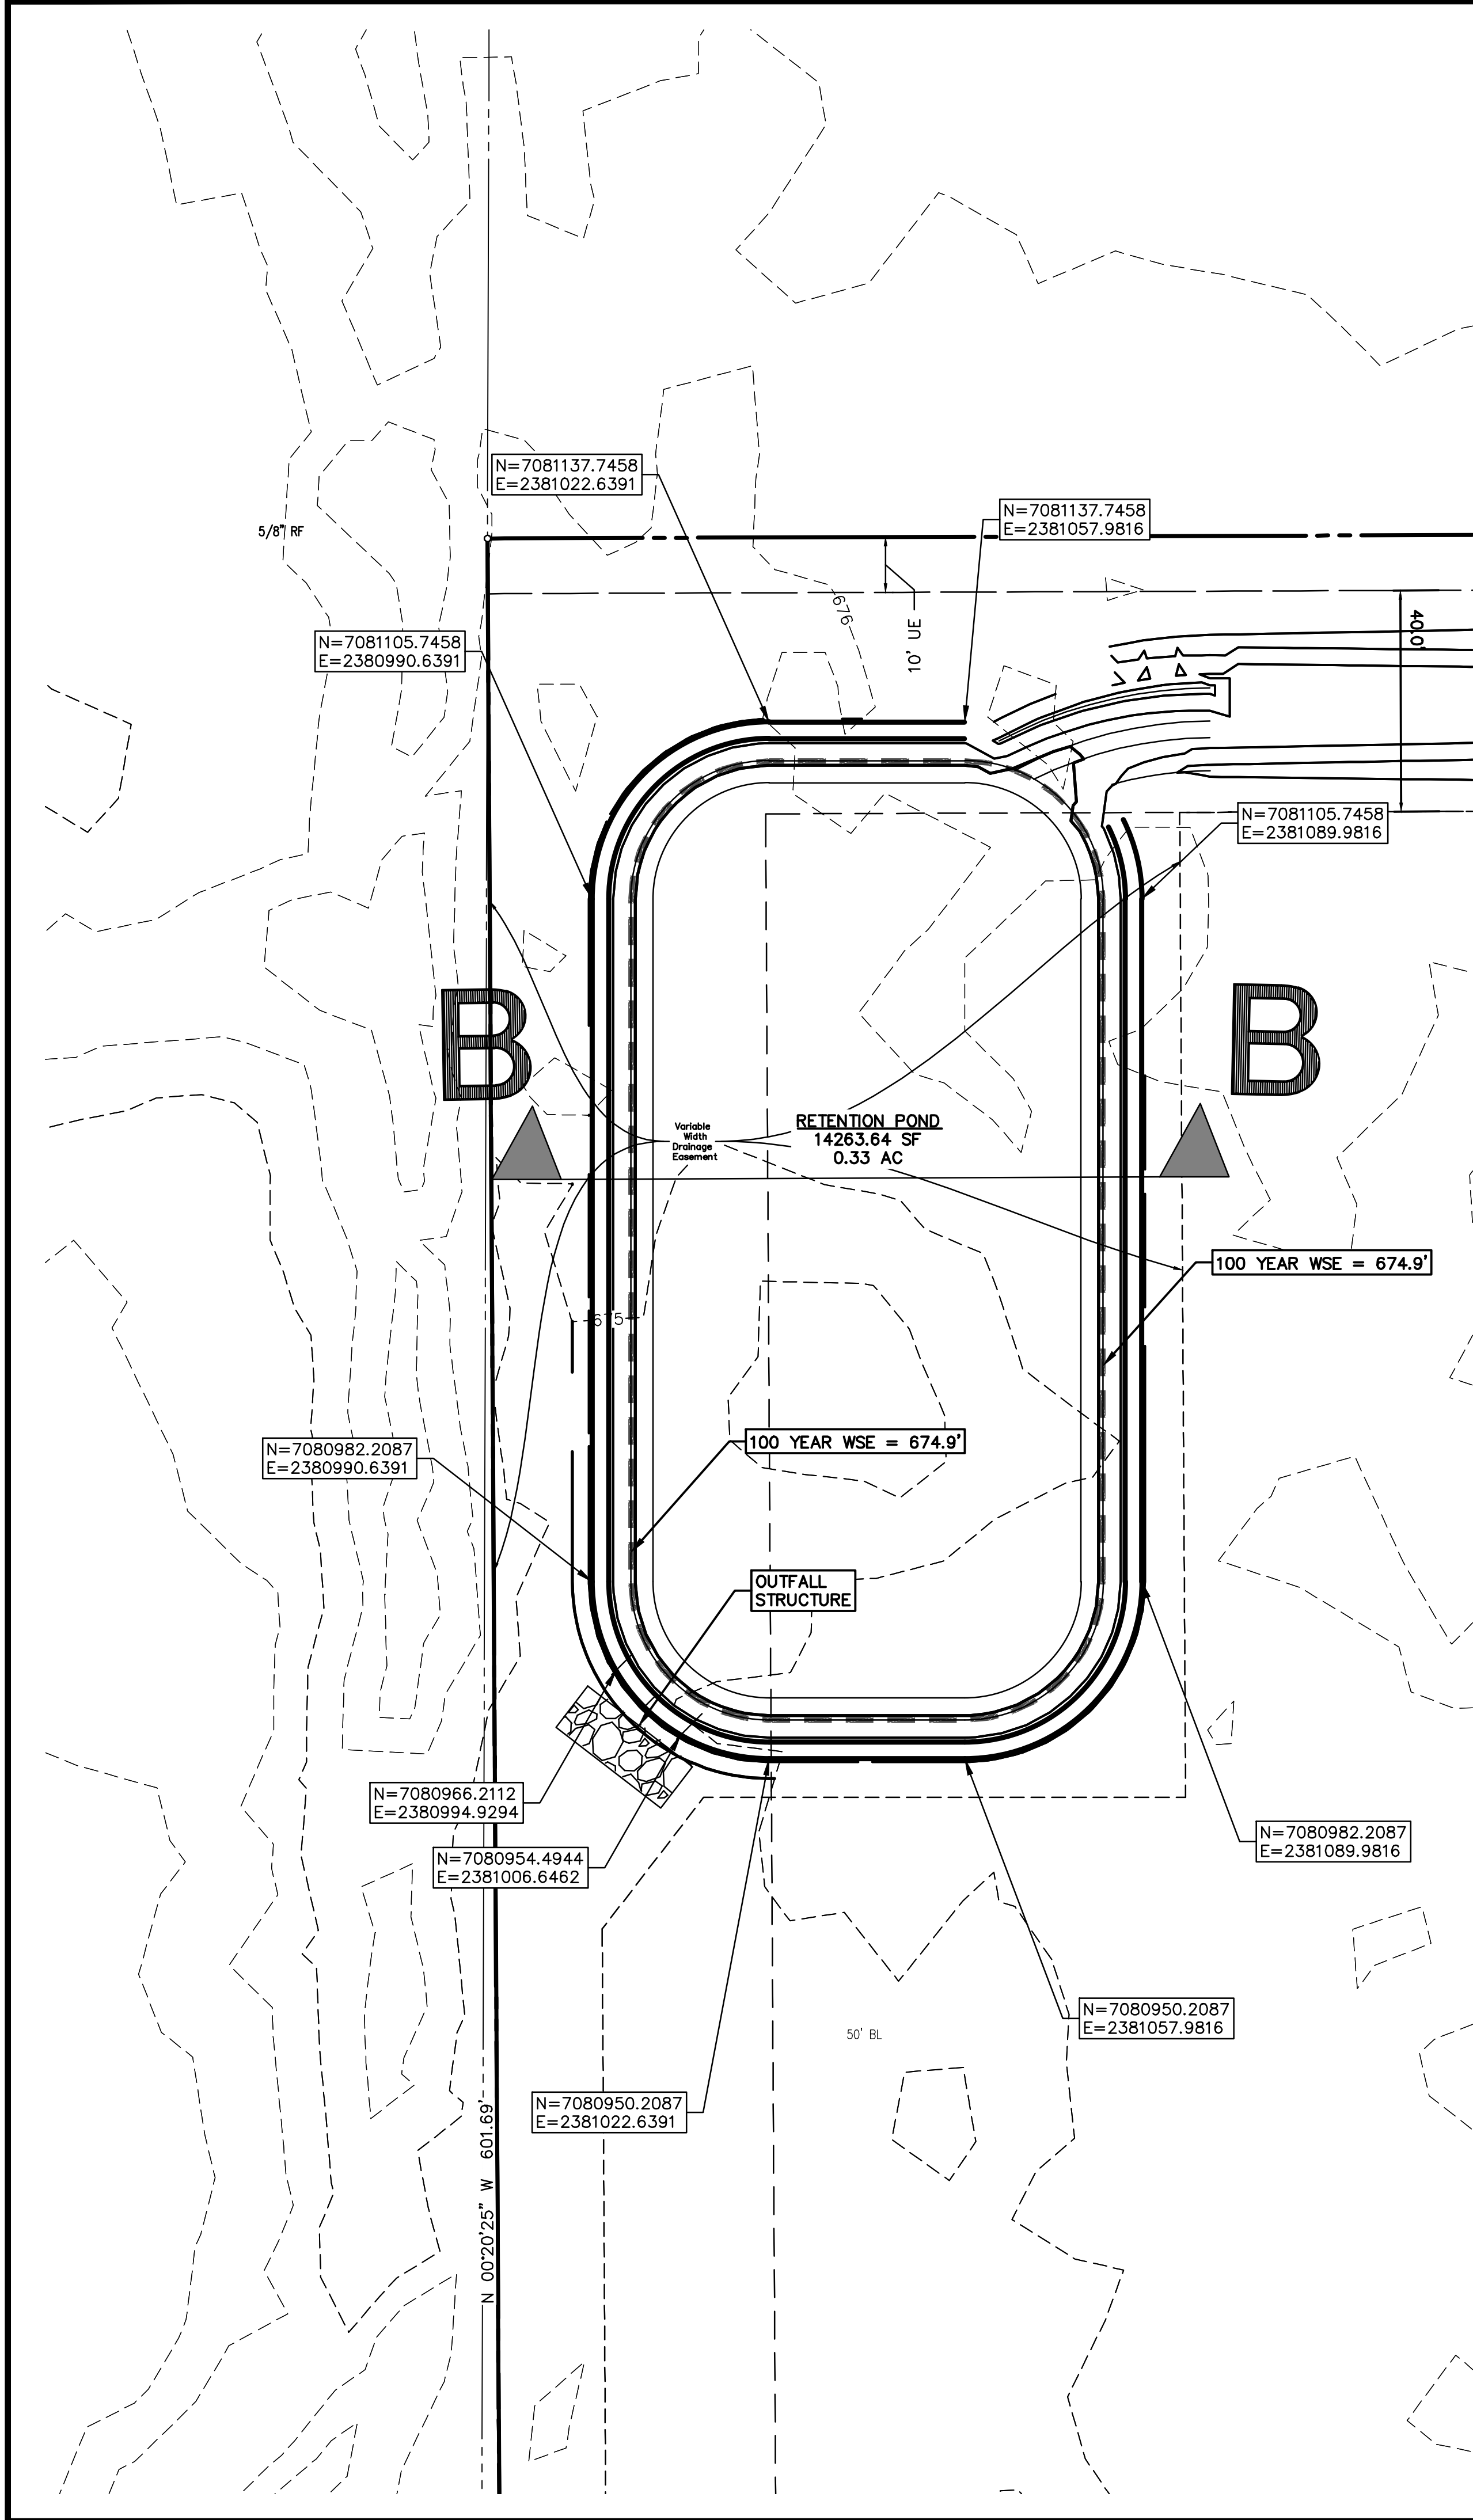 N=7081137.7458
E=2381022.6391
N=7081137.7458
E=2381057.9816
5/8" RF
676
10' UE
40.0'
N=7081105.7458
E=2380990.6391
N=7081105.7458
E=2381089.9816
B
B
Variable
Width
Drainage
Easement
RETENTION POND
14263.64 SF
0.33 AC
100 YEAR WSE = 674.9'
675
100 YEAR WSE = 674.9'
N=7080982.2087
E=2380990.6391
OUTFALL
STRUCTURE
N=7080966.2112
E=2380994.9294
N=7080954.4944
E=2381006.6462
N=7080982.2087
E=2381089.9816
N=7080950.2087
E=2381057.9816
50' BL
N=7080950.2087
E=2381022.6391
N 00°20'25" W 601.69'